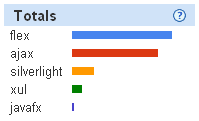 Totals ?
flex
ajax
silverlight
xul
javafx